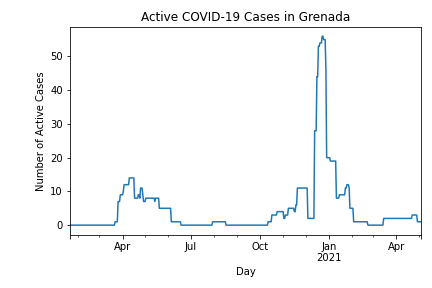 Active COVID-19 Cases in Grenada
Number of Active Cases
50
40
30
20
10
0
Apr
Jul
Oct
Jan
2021
Apr
Day